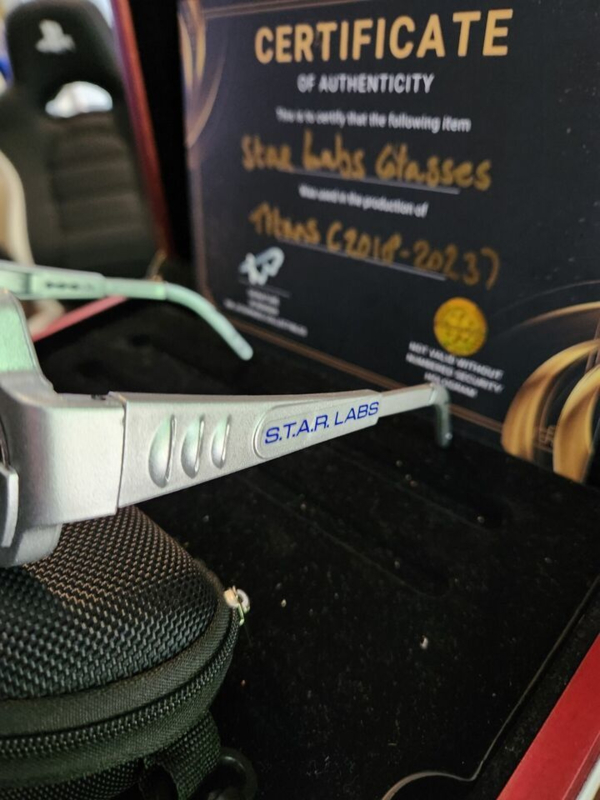 CERTIFICATE
OF AUTHENTICITY
This is to certify that the following item
Star Labs Glasses
Was used in the production of
Titans (2018-2023)
NOT VALID WITHOUT
NUMBERED SECURITY
HOLOGRAM
S.T.A.R. LABS